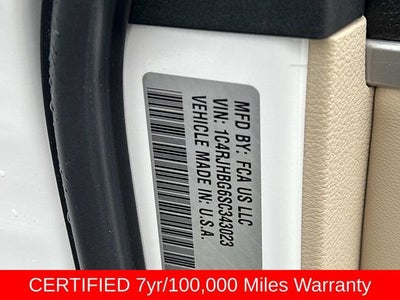 MFD BY: FCA US LLC
VIN: 1C4RJHBG6SC343023
VEHICLE MADE IN: U.S.A.
CERTIFIED 7yr/100,000 Miles Warranty